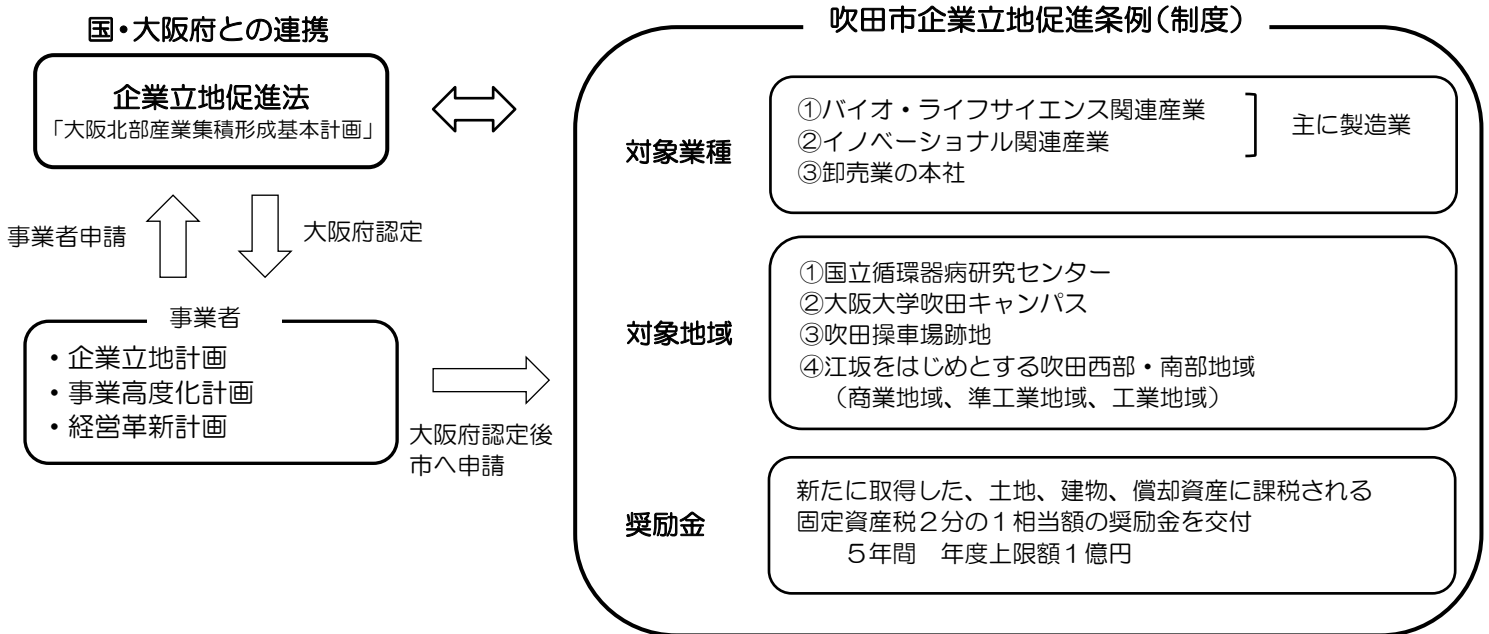 国・大阪府との連携
企業立地促進法
「大阪北部産業集積形成基本計画」
事業者申請
大阪府認定
事業者
・企業立地計画
・事業高度化計画
・経営革新計画
大阪府認定後
市へ申請
吹田市企業立地促進条例(制度)
対象業種
①バイオ・ライフサイエンス関連産業
②イノベーショナル関連産業
③卸売業の本社
主に製造業
対象地域
①国立循環器病研究センター
②大阪大学吹田キャンパス
③吹田操車場跡地
④江坂をはじめとする吹田西部・南部地域
(商業地域、準工業地域、工業地域)
奨励金
新たに取得した、土地、建物、償却資産に課税される
固定資産税2分の1相当額の奨励金を交付
5年間 年度上限額1億円